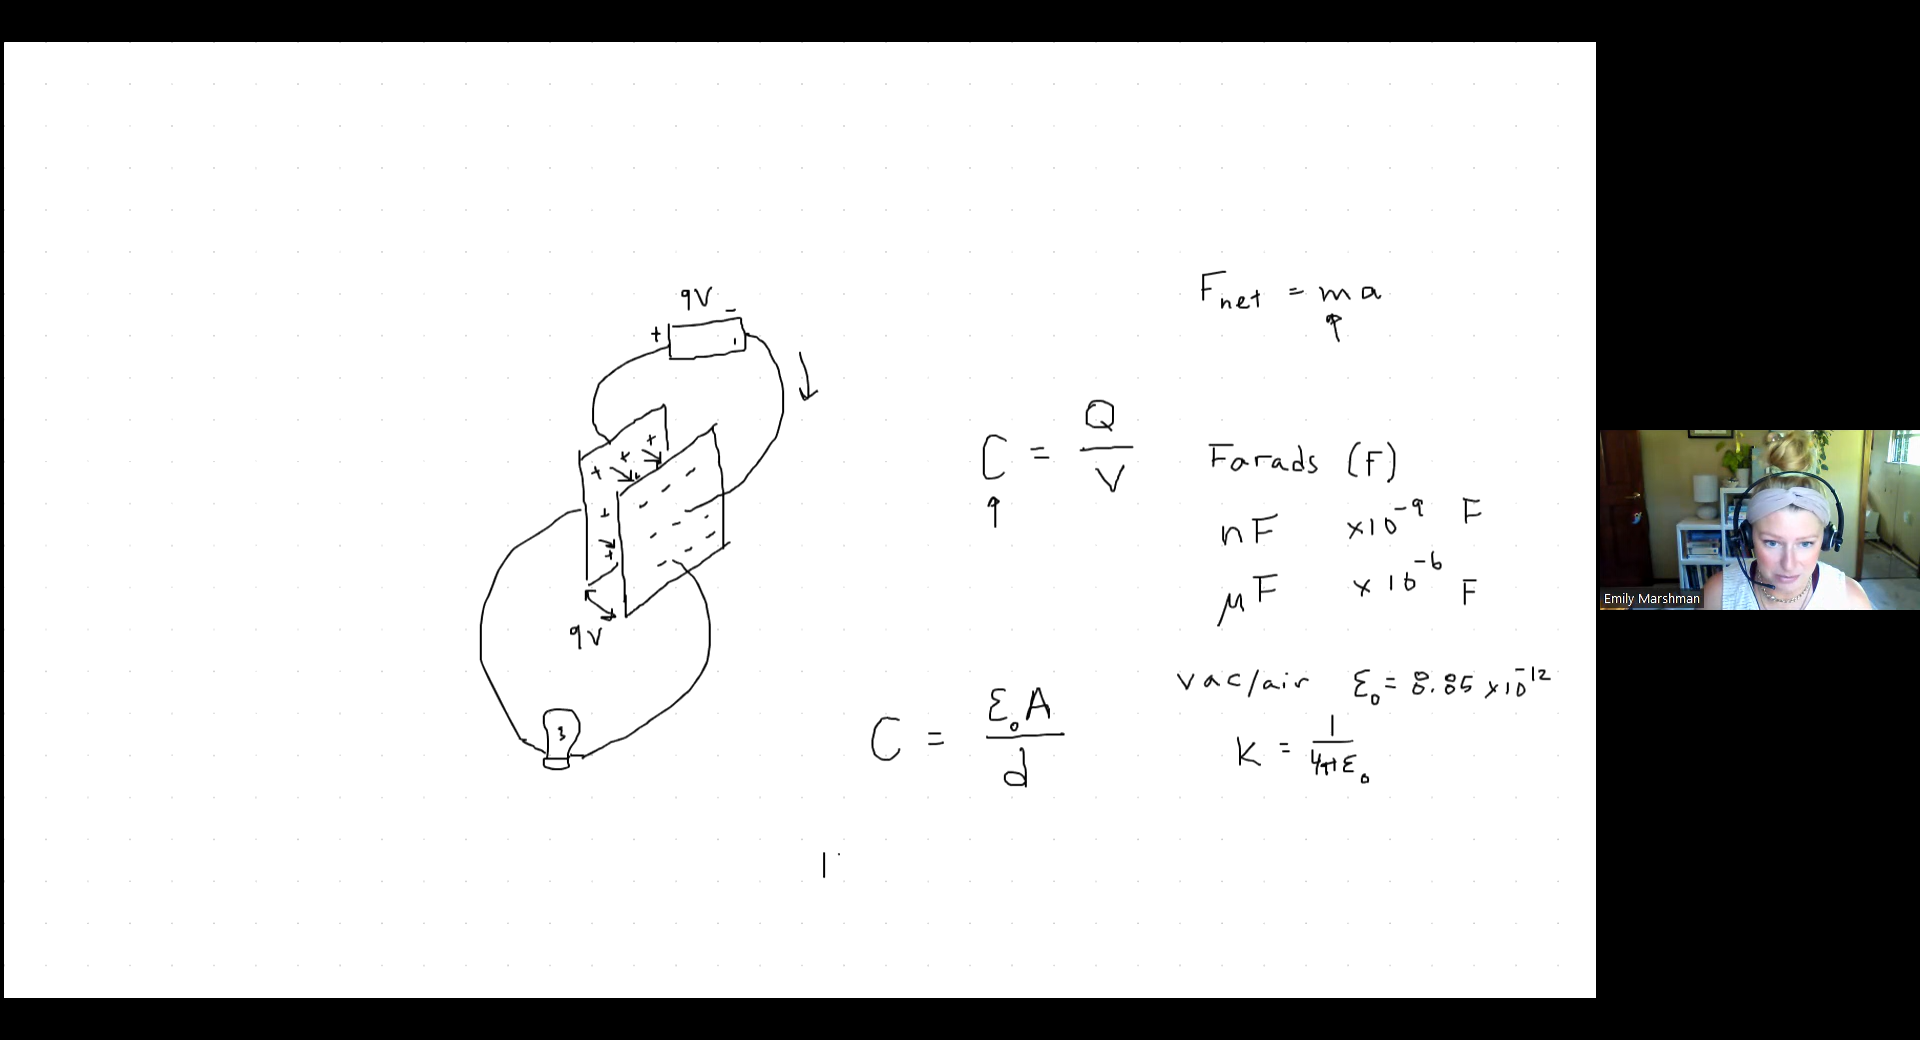 9V
+ -
9V
F_net = ma
C = Q/V Farads (F)
nF ×10^-9 F
μF ×10^-6 F
vac/air ε₀ = 8.85 ×10^-12
C = ε₀A/d
k = 1/4πε₀
Emily Marshman